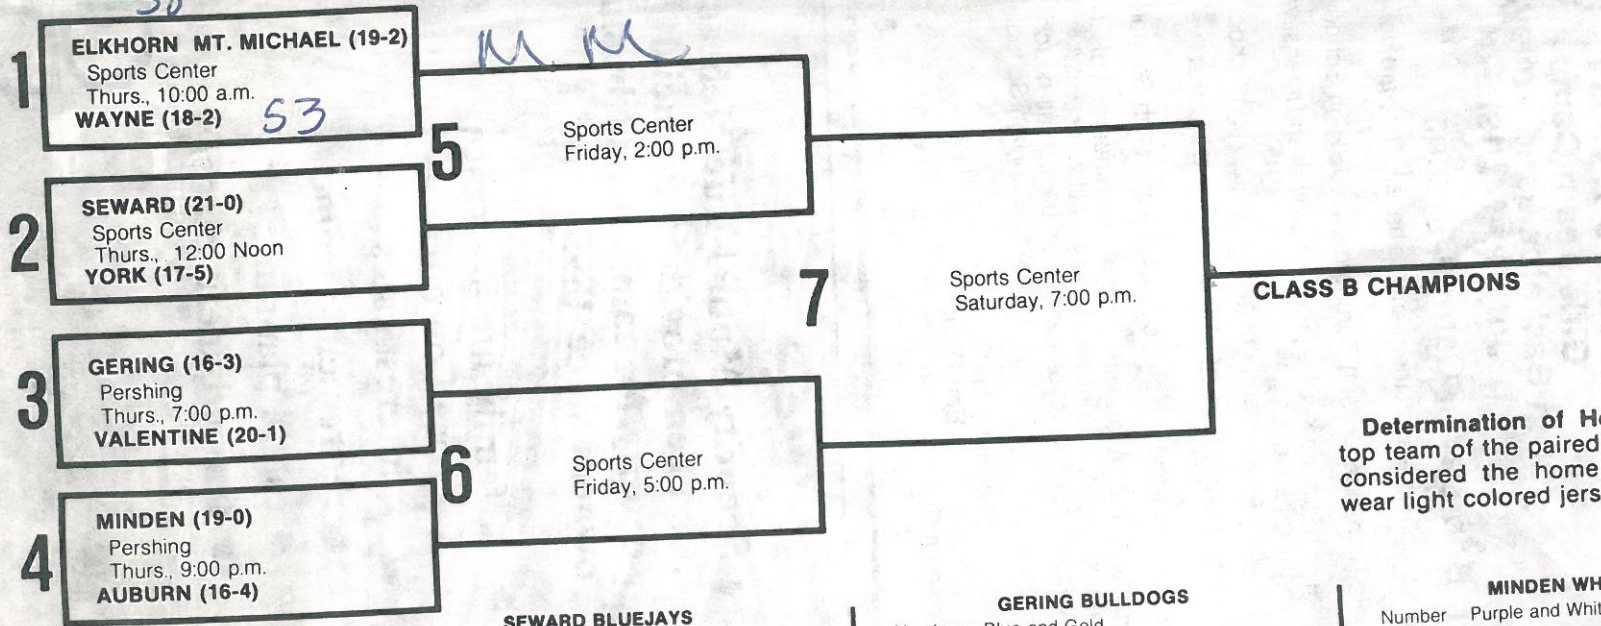 1
ELKHORN MT. MICHAEL (19-2)
Sports Center
Thurs., 10:00 a.m.
WAYNE (18-2) 53
M M
2
SEWARD (21-0)
Sports Center
Thurs., 12:00 Noon
YORK (17-5)
5
Sports Center
Friday, 2:00 p.m.
3
GERING (16-3)
Pershing
Thurs., 7:00 p.m.
VALENTINE (20-1)
4
MINDEN (19-0)
Pershing
Thurs., 9:00 p.m.
AUBURN (16-4)
6
Sports Center
Friday, 5:00 p.m.
7
Sports Center
Saturday, 7:00 p.m.
CLASS B CHAMPIONS
Determination of
top team of the paired
considered the home
wear light colored
SEWARD BLUEJAYS
GERING BULLDOGS
Blue and Gold
MINDEN
Number Purple and